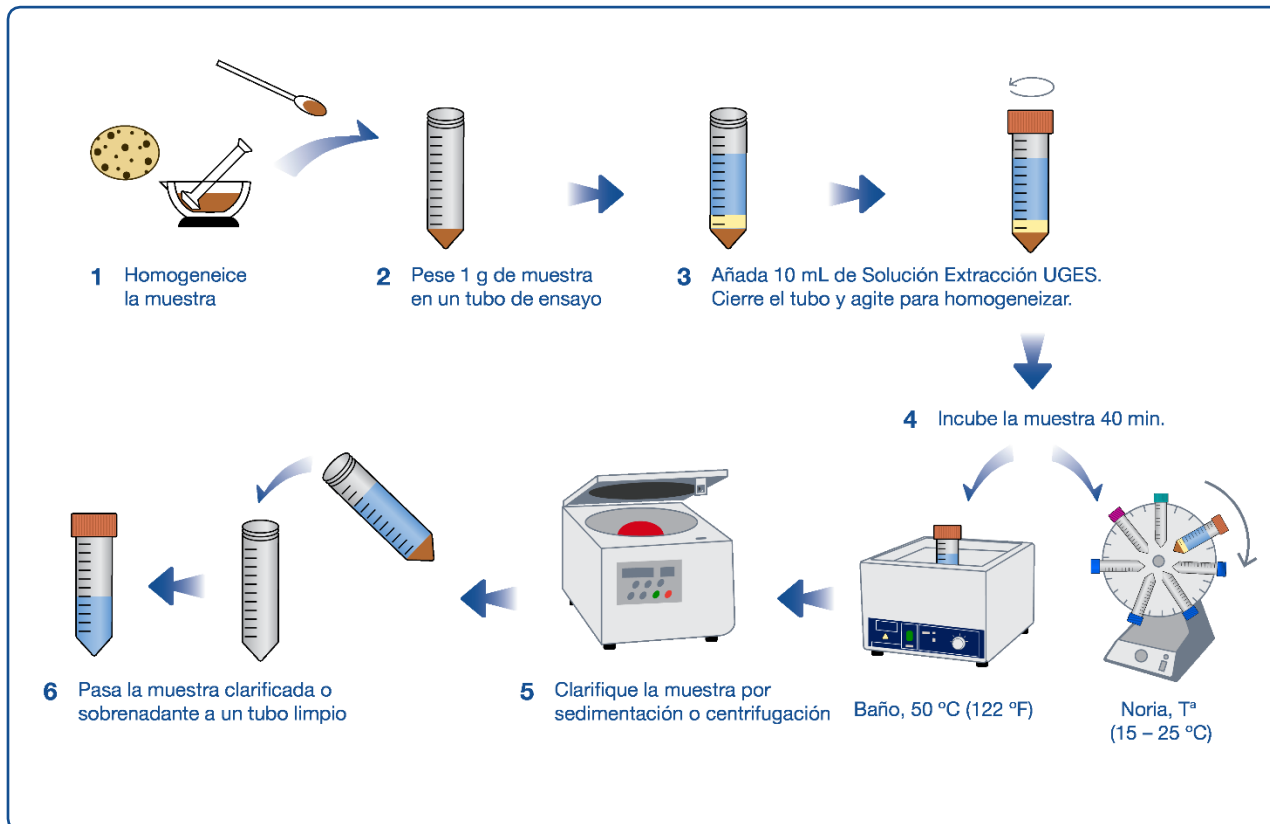 1 Homogeneice
la muestra
2 Pese 1 g de muestra
en un tubo de ensayo
3 Añada 10 mL de Solución Extracción UGES.
Cierre el tubo y agite para homogeneizar.
4 Incube la muestra 40 min.
Baño, 50 ºC (122 ºF)
Noria, Tª
(15 – 25 ºC)
5 Clarifique la muestra por
sedimentación o centrifugación
6 Pasa la muestra clarificada o
sobrenadante a un tubo limpio